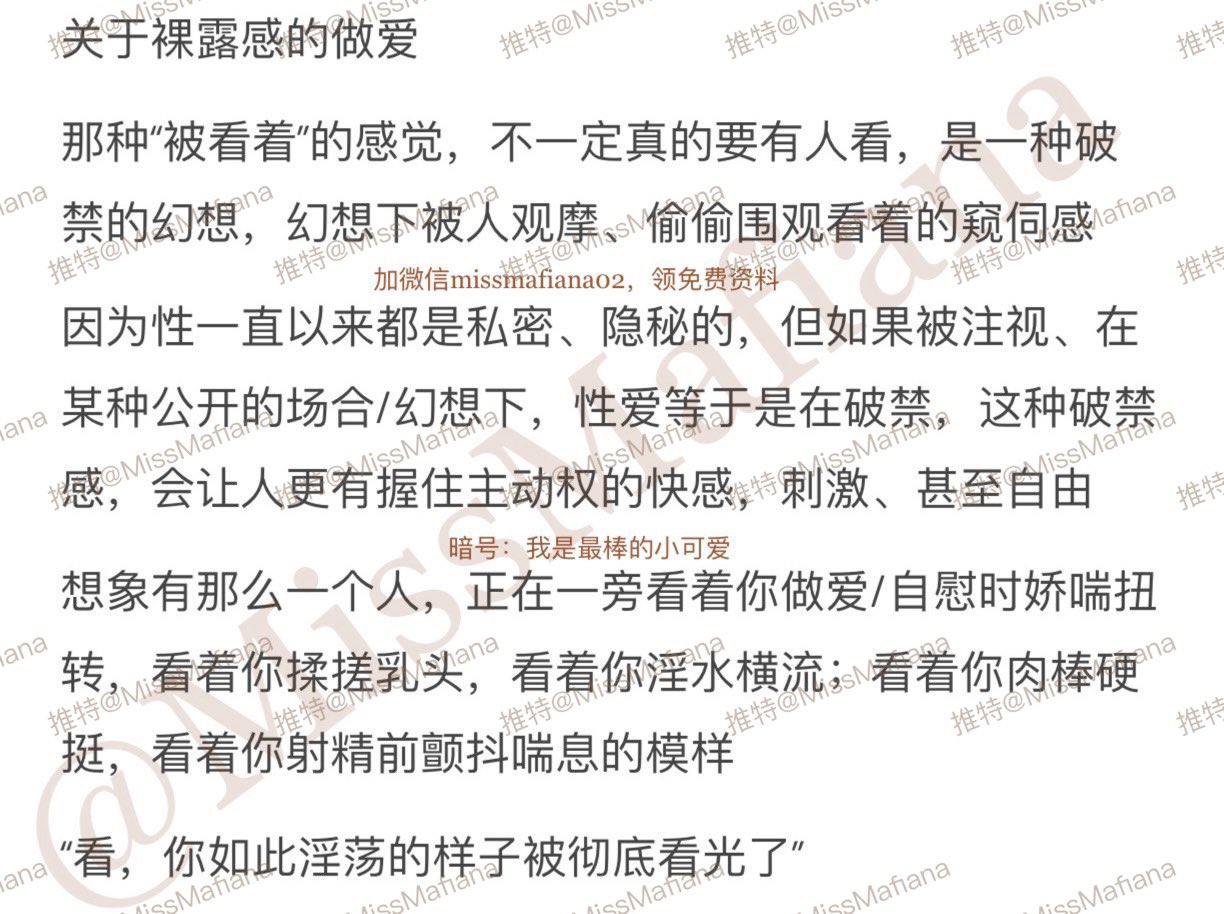 关于裸露感的做爱
那种“被看着”的感觉，不一定真的要有人看，是一种破
禁的幻想，幻想下被人观摩、偷偷围观看着的窥伺感
加微信missmafiana02，领免费资料
因为性一直以来都是私密、隐秘的，但如果被注视、在
某种公开的场合/幻想下，性爱等于是在破禁，这种破禁
感，会让人更有握住主动权的快感，刺激、甚至自由
暗号：我是最棒的小可爱
想象有那么一个人，正在一旁看着你做爱/自慰时娇喘扭
转，看着你揉搓乳头，看着你淫水横流；看着你肉棒硬
挺，看着你射精前颤抖喘息的模样
“看，你如此淫荡的样子被彻底看光了”
@MissMafiana
推特@MissMafiana